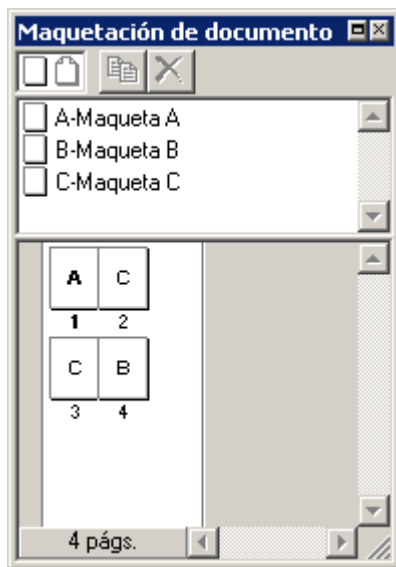 Maquetación de documento
A-Maqueta A
B-Maqueta B
C-Maqueta C
A C
1 2
C B
3 4
4 págs.